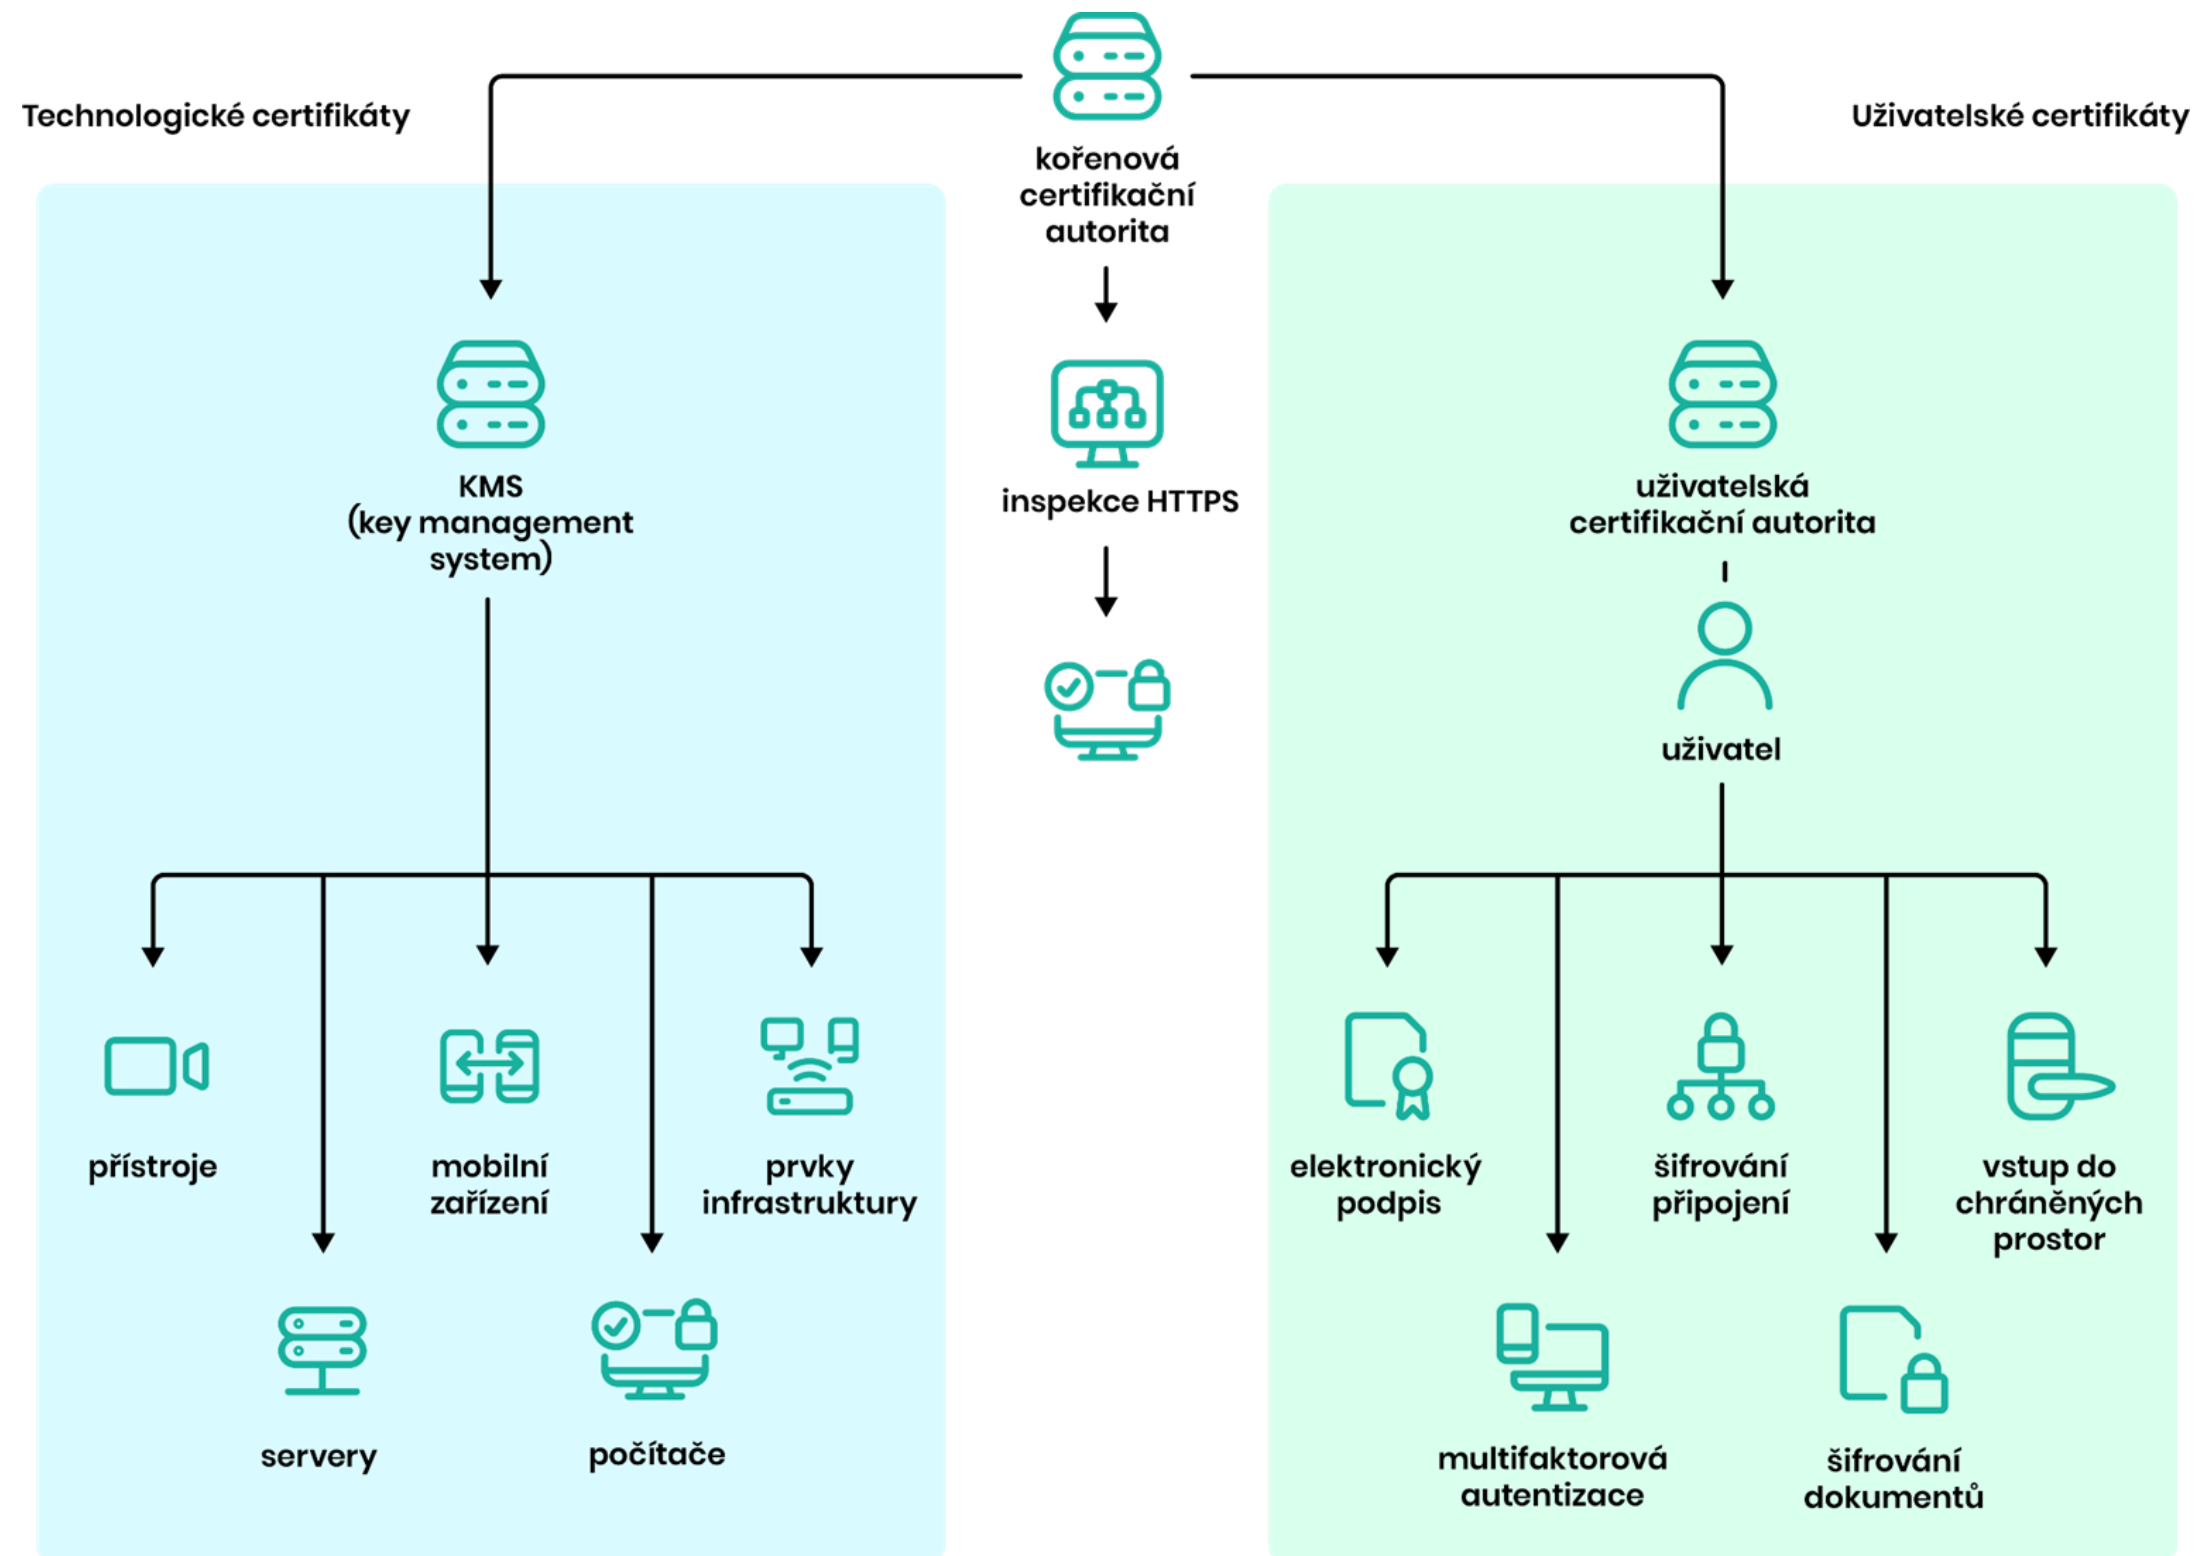 Technologické certifikáty
Uživatelské certifikáty
kořenová
certifikační
autorita
KMS
(key management
system)
inspekce HTTPS
uživatelská
certifikační autorita
uživatel
přístroje
mobilní
zařízení
prvky
infrastruktury
servery
počítače
elektronický
podpis
šifrování
připojení
vstup do
chráněných
prostor
multifaktorová
autentizace
šifrování
dokumentů